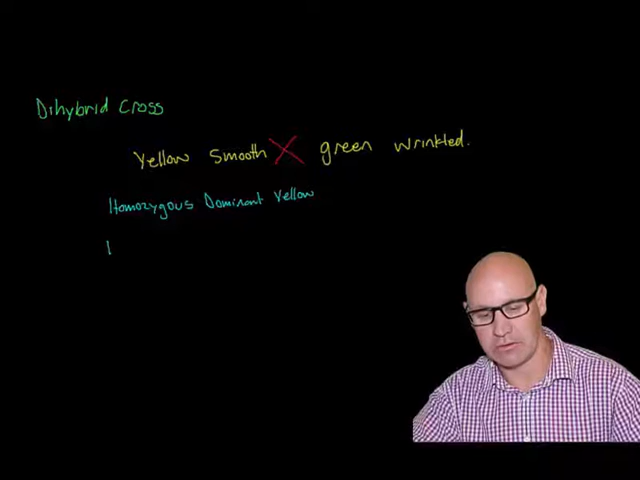 Dihybrid Cross
Yellow Smooth X green wrinkled.
Homozygous Dominant Yellow